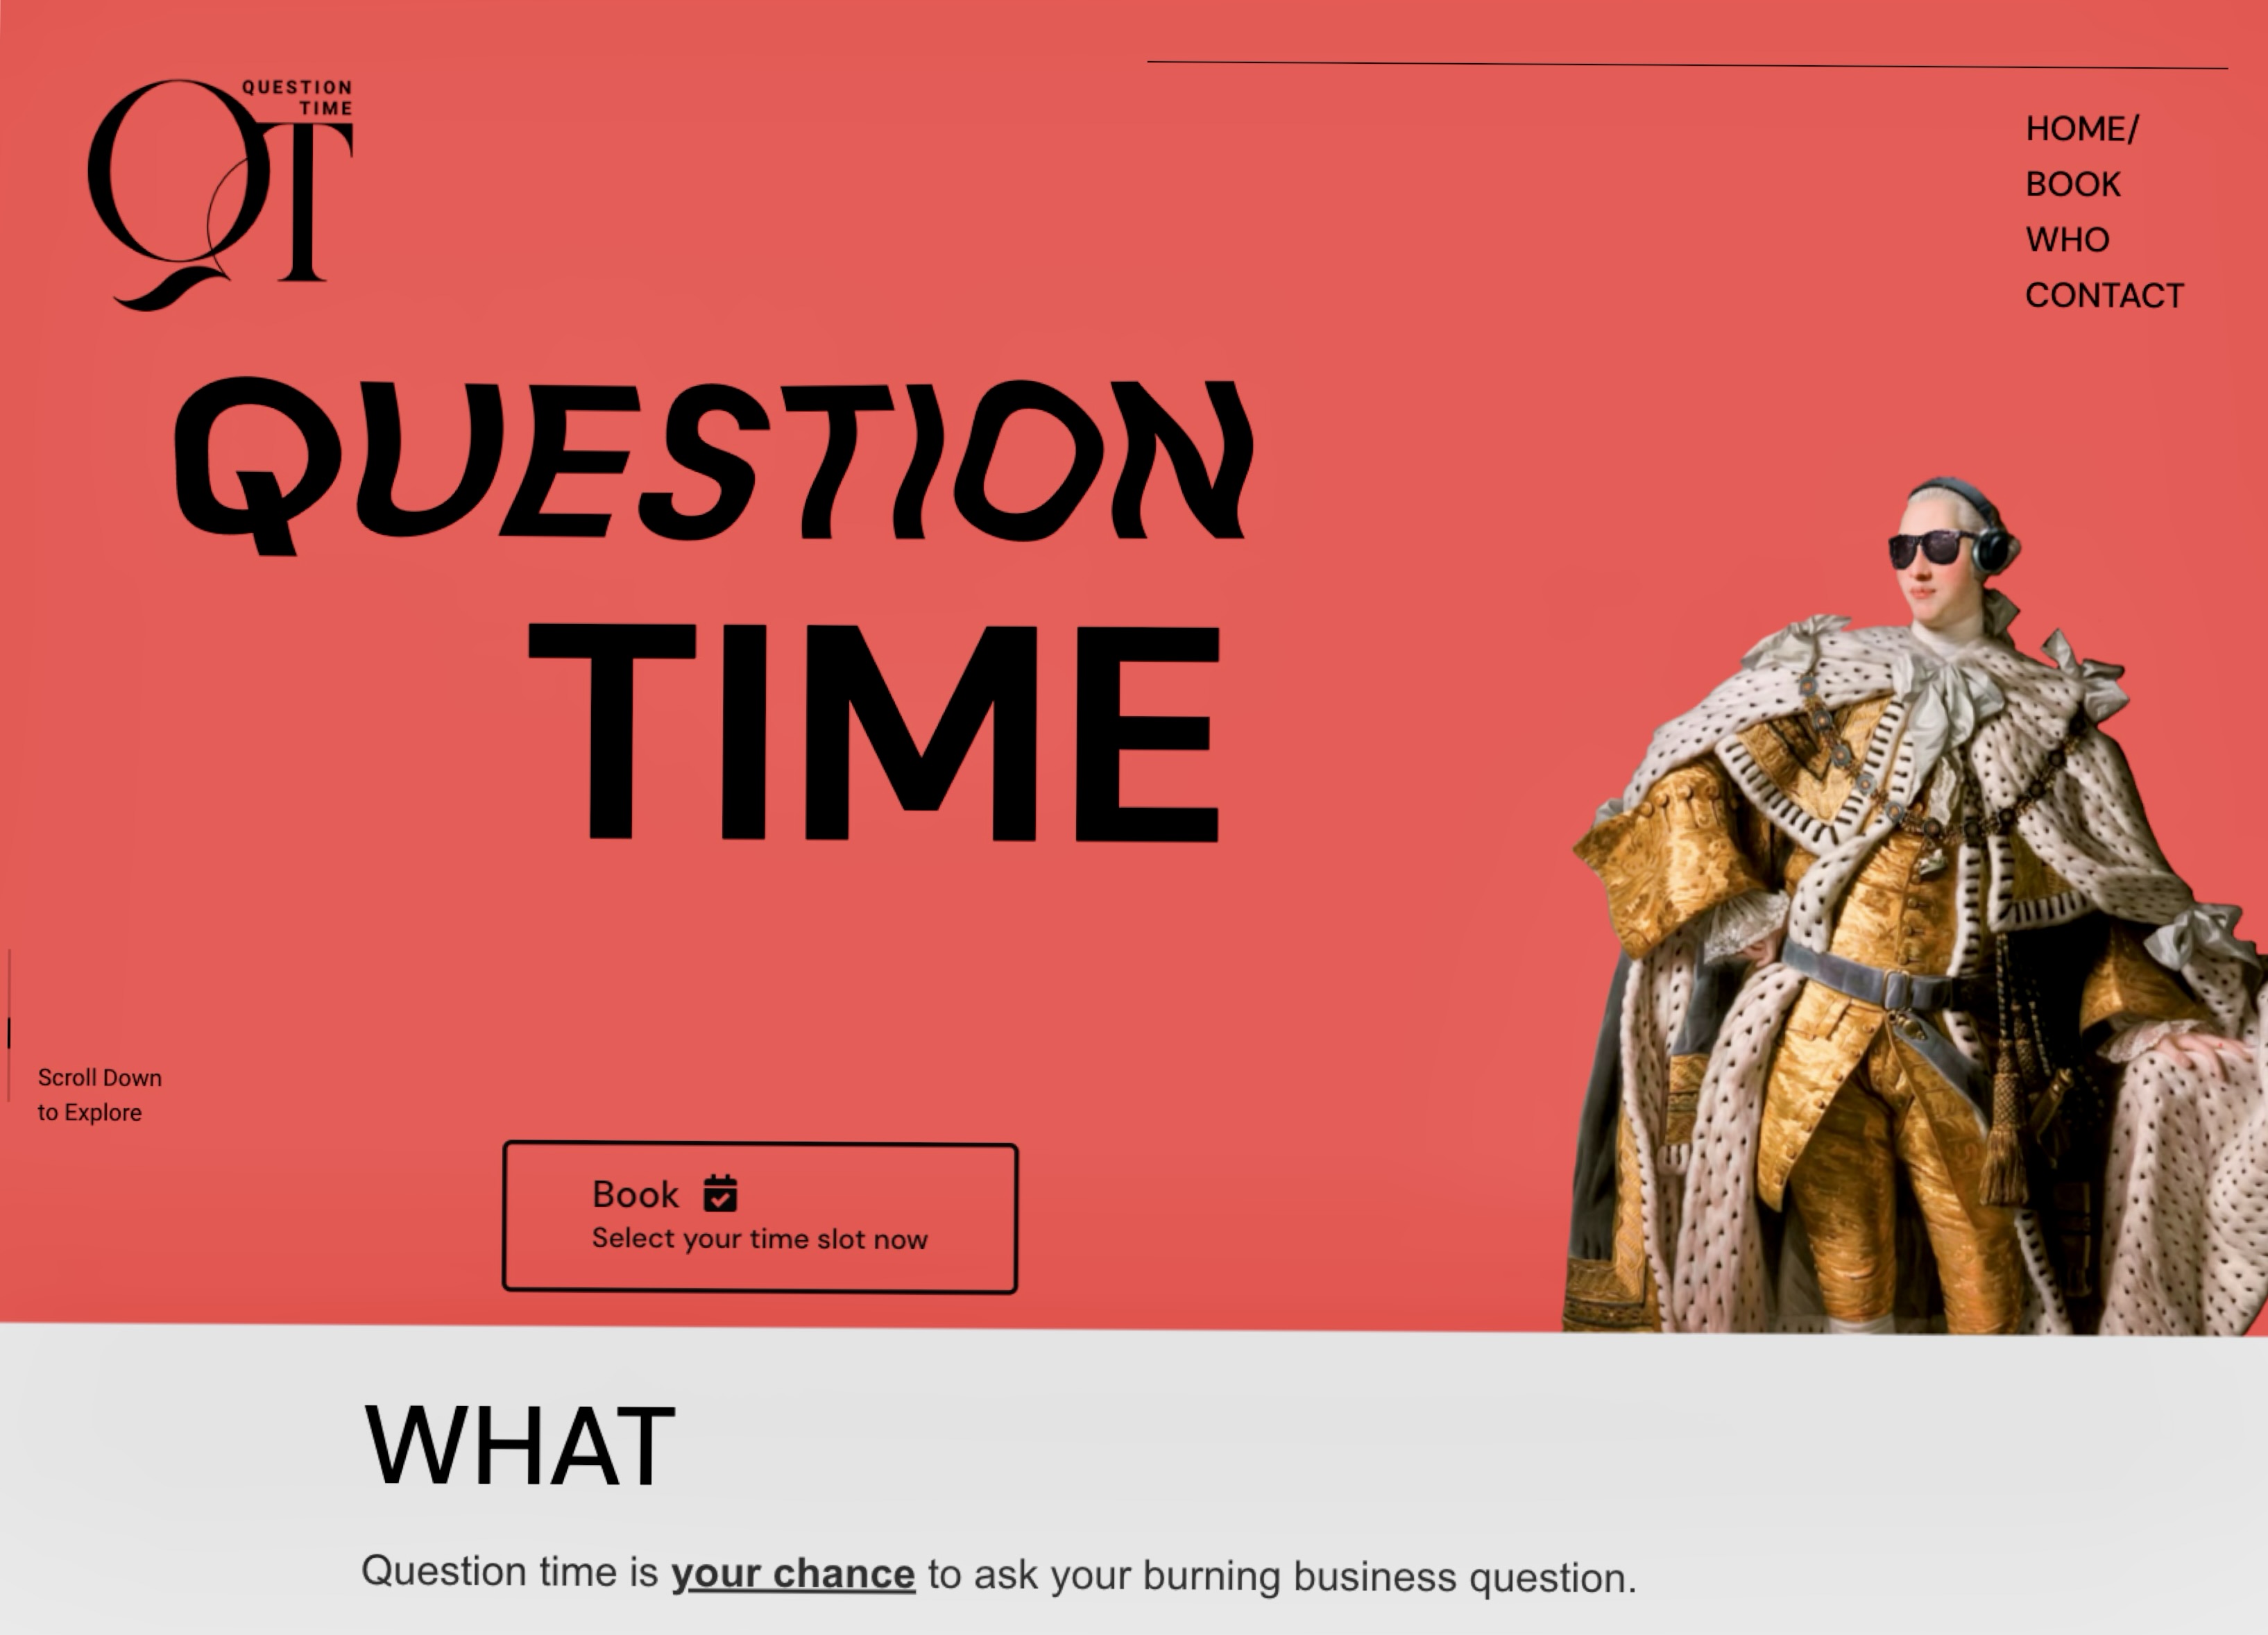 QUESTION
TIME
QT
HOME/
BOOK
WHO
CONTACT
QUESTION
TIME
Scroll Down
to Explore
Book
Select your time slot now
WHAT
Question time is your chance to ask your burning business question.